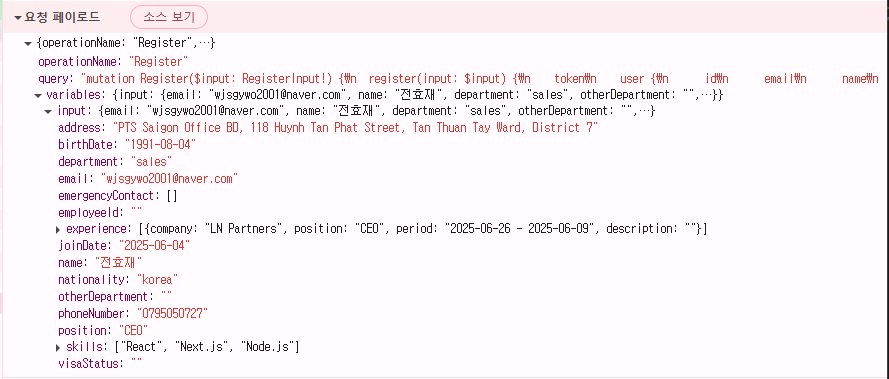 요청 페이로드 소스 보기
{operationName: "Register",…}
operationName: "Register"
query: "mutation Register($input: RegisterInput!) {₩n  register(input: $input) {₩n    token₩n    user {₩n      id₩n      email₩n      name₩n
variables: {input: {email: "wjsgywo2001@naver.com", name: "전효재", department: "sales", otherDepartment: "",…}}
input: {email: "wjsgywo2001@naver.com", name: "전효재", department: "sales", otherDepartment: "",…}
address: "PTS Saigon Office BD, 118 Huynh Tan Phat Street, Tan Thuan Tay Ward, District 7"
birthDate: "1991-08-04"
department: "sales"
email: "wjsgywo2001@naver.com"
emergencyContact: []
employeeId: ""
experience: [{company: "LN Partners", position: "CEO", period: "2025-06-26 - 2025-06-09", description: ""}]
joinDate: "2025-06-04"
name: "전효재"
nationality: "korea"
otherDepartment: ""
phoneNumber: "0795050727"
position: "CEO"
skills: ["React", "Next.js", "Node.js"]
visaStatus: ""